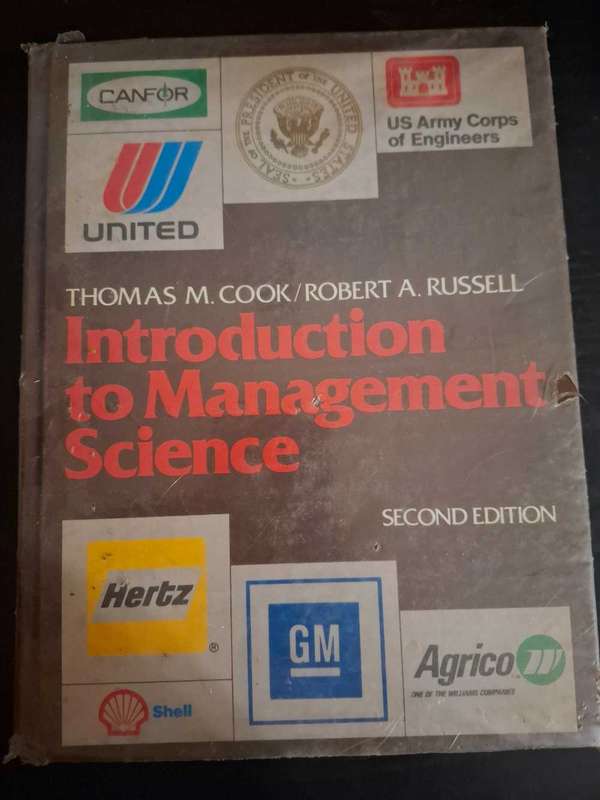 CANFOR
SEAL OF THE PRESIDENT OF THE UNITED STATES
US Army Corps
of Engineers
UNITED
THOMAS M. COOK/ROBERT A. RUSSELL
Introduction
to Management
Science
SECOND EDITION
Hertz
®
GM
Agrico
ONE OF THE WILLIAMS COMPANIES
Shell